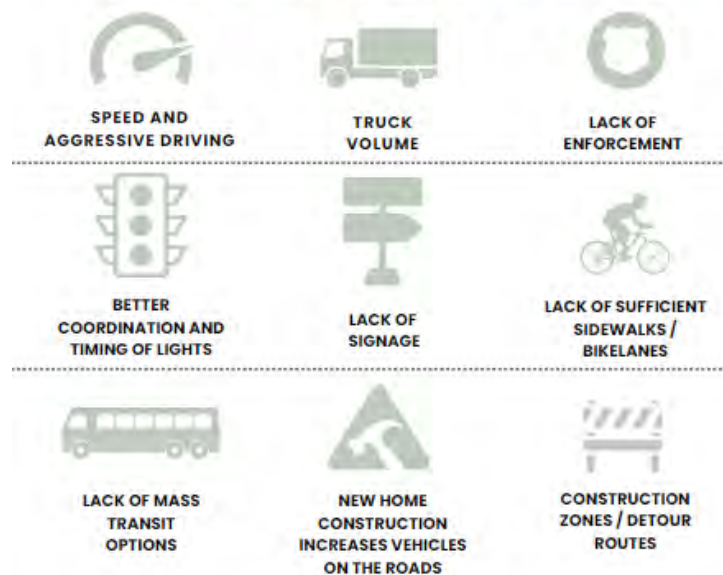 SPEED AND
AGGRESSIVE DRIVING
TRUCK
VOLUME
LACK OF
ENFORCEMENT
BETTER
COORDINATION AND
TIMING OF LIGHTS
LACK OF
SIGNAGE
LACK OF SUFFICIENT
SIDEWALKS /
BIKELANES
LACK OF MASS
TRANSIT
OPTIONS
NEW HOME
CONSTRUCTION
INCREASES VEHICLES
ON THE ROADS
CONSTRUCTION
ZONES / DETOUR
ROUTES